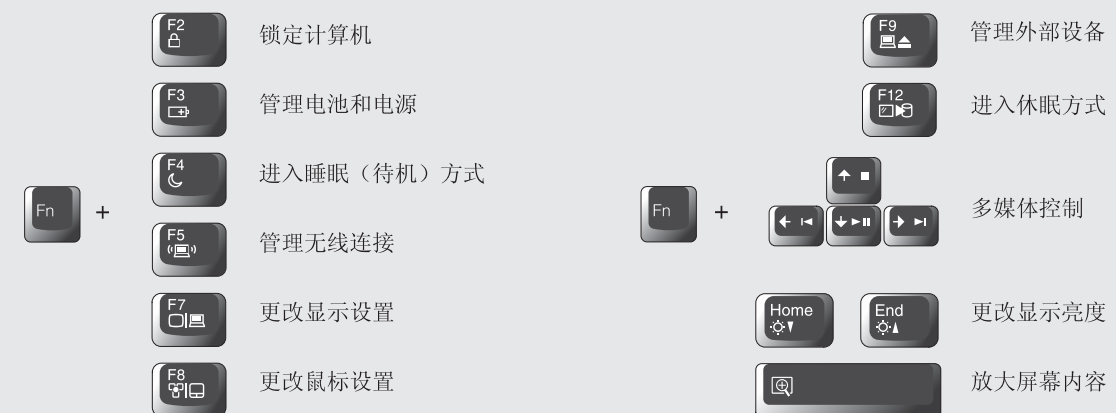 F2 锁定计算机
F3 管理电池和电源
F4 进入睡眠（待机）方式
Fn +
F5 管理无线连接
F7 更改显示设置
F8 更改鼠标设置
F9 管理外部设备
F12 进入休眠方式
Fn + 多媒体控制
Home End 更改显示亮度
放大屏幕内容